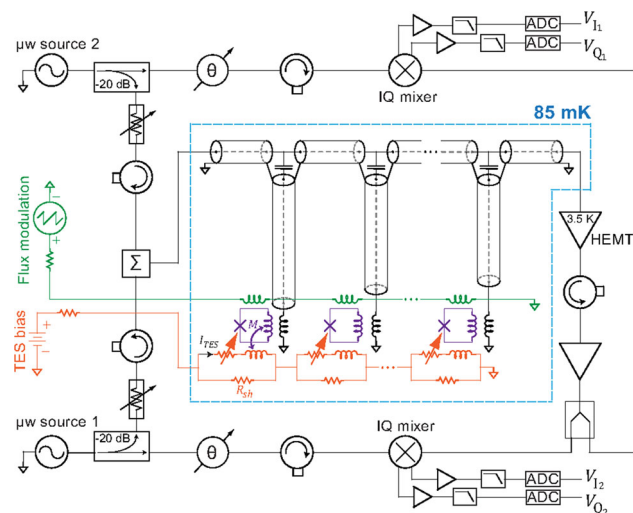 μw source 2
-20 dB
θ
IQ mixer
ADC
V_I1
ADC
V_Q1
85 mK
Flux modulation
-
+
Σ
3.5 K
HEMT
M
I_TES
R_sh
TES bias
+
-
μw source 1
-20 dB
θ
IQ mixer
ADC
V_I2
ADC
V_Q2